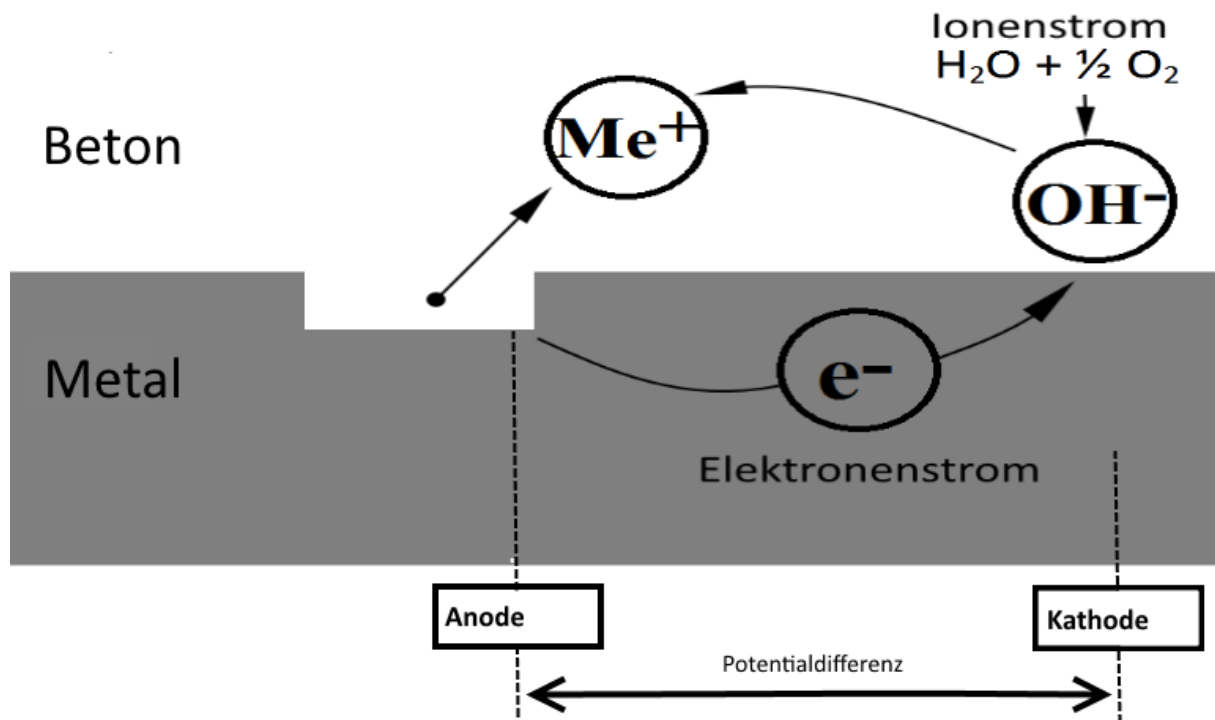 Ionenstrom
H₂O + ½ O₂
Beton
Me⁺
OH⁻
Metal
e⁻
Elektronenstrom
Anode
Kathode
Potentialdifferenz